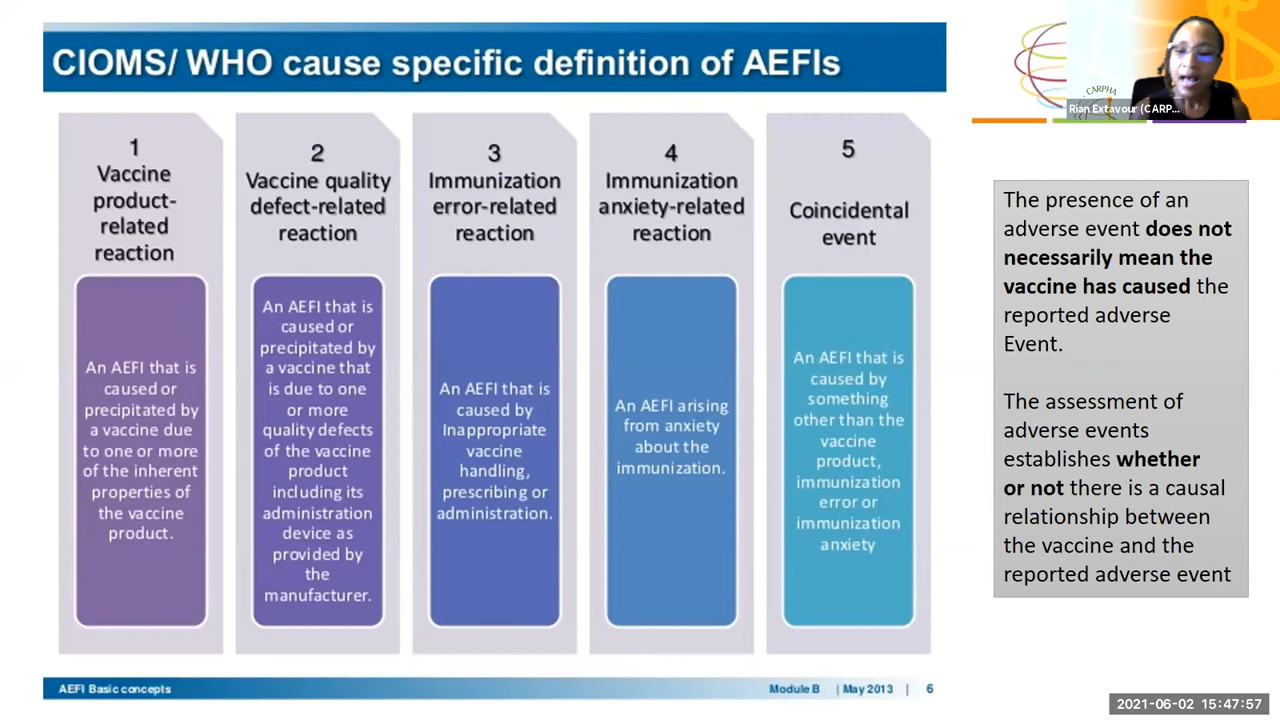 CIOMS/ WHO cause specific definition of AEFIs
1
Vaccine
product-
related
reaction
An AEFI that is
caused or
precipitated by
a vaccine due
to one or more
of the inherent
properties of
the vaccine
product.
2
Vaccine quality
defect-related
reaction
An AEFI that is
caused or
precipitated by
a vaccine that
is due to one
or more
quality defects
of the vaccine
product
including its
administration
device as
provided by
the
manufacturer.
3
Immunization
error-related
reaction
An AEFI that is
caused by
Inappropriate
vaccine
handling,
prescribing or
administration.
4
Immunization
anxiety-related
reaction
An AEFI arising
from anxiety
about the
immunization.
5
Coincidental
event
An AEFI that is
caused by
something
other than the
vaccine
product,
immunization
error or
immunization
anxiety
AEFI Basic concepts
Module B | May 2013 | 6
CARPHA
Rian Extavour (CARP...
The presence of an
adverse event does not
necessarily mean the
vaccine has caused the
reported adverse
Event.
The assessment of
adverse events
establishes whether
or not there is a causal
relationship between
the vaccine and the
reported adverse event
2021-06-02 15:47:57